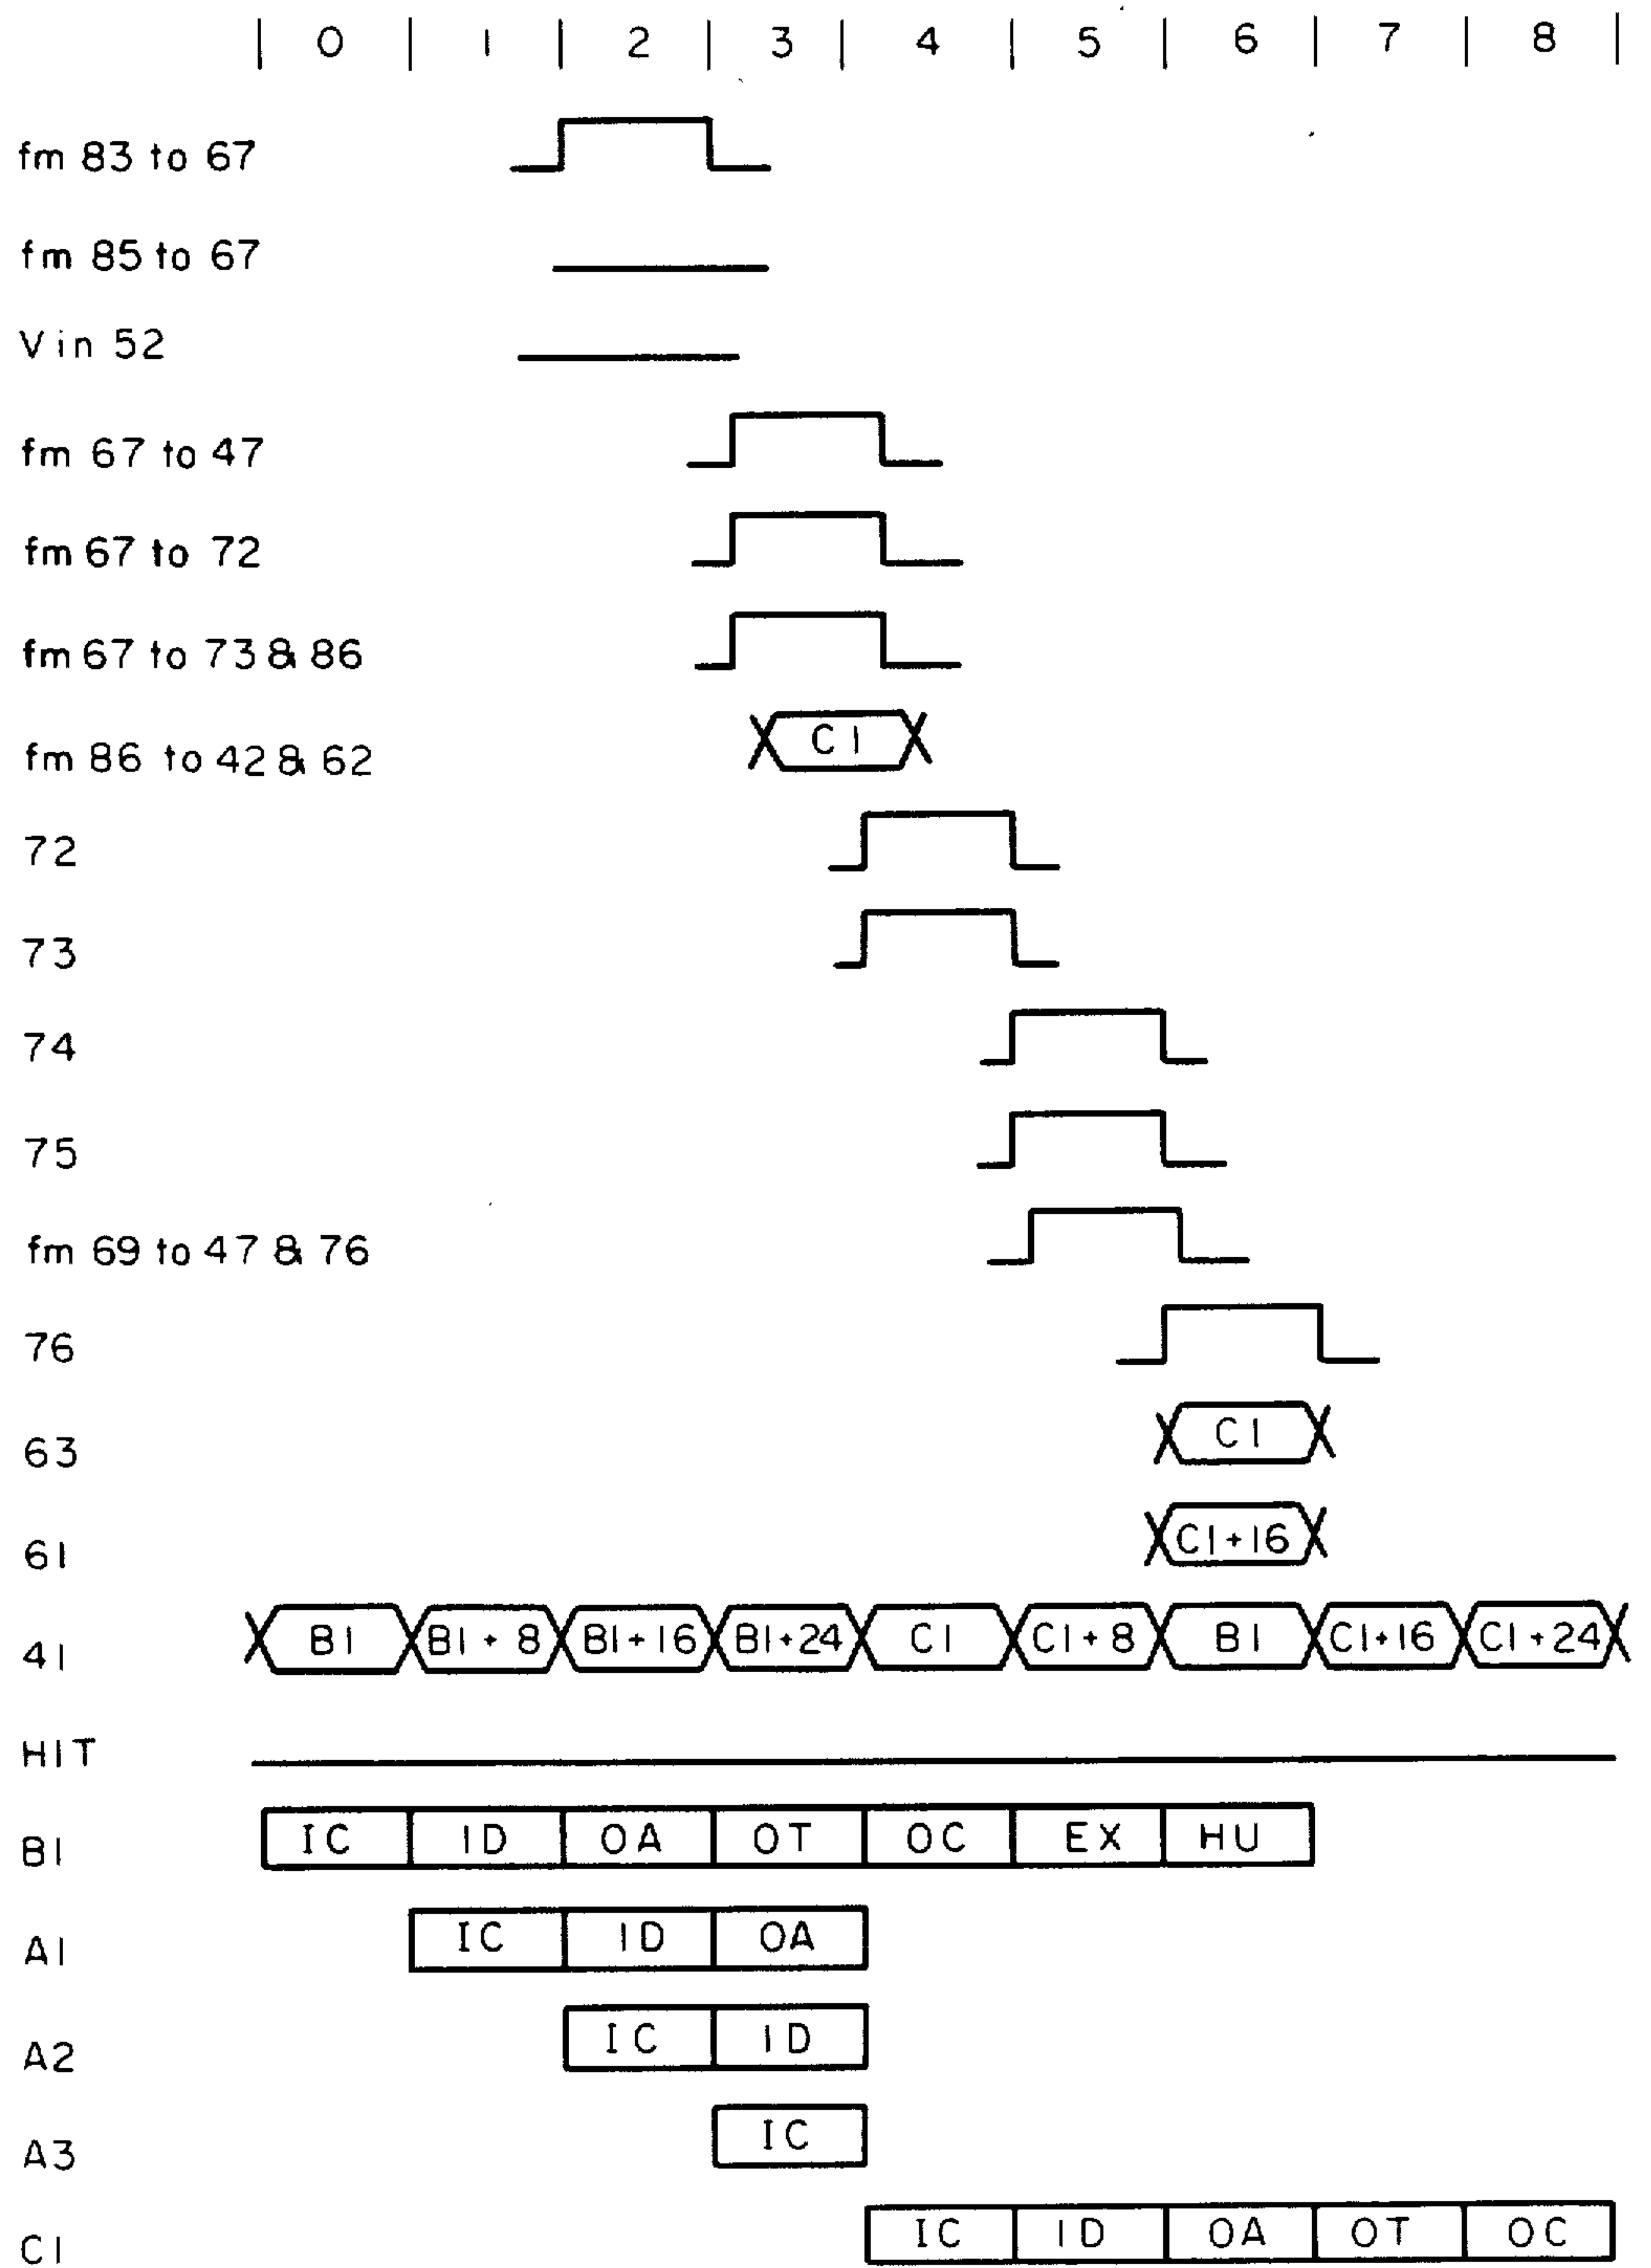 0 1 2 3 4 5 6 7 8
fm 83 to 67
fm 85 to 67
V in 52
fm 67 to 47
fm 67 to 72
fm 67 to 73 & 86
C1
fm 86 to 42 & 62
72
73
74
75
fm 69 to 47 & 76
76
63 C1
61 C1+16
41 B1 B1+8 B1+16 B1+24 C1 C1+8 B1 C1+16 C1+24
HIT
B1 IC ID OA OT OC EX HU
A1 IC ID OA
A2 IC ID
A3 IC
C1 IC ID OA OT OC